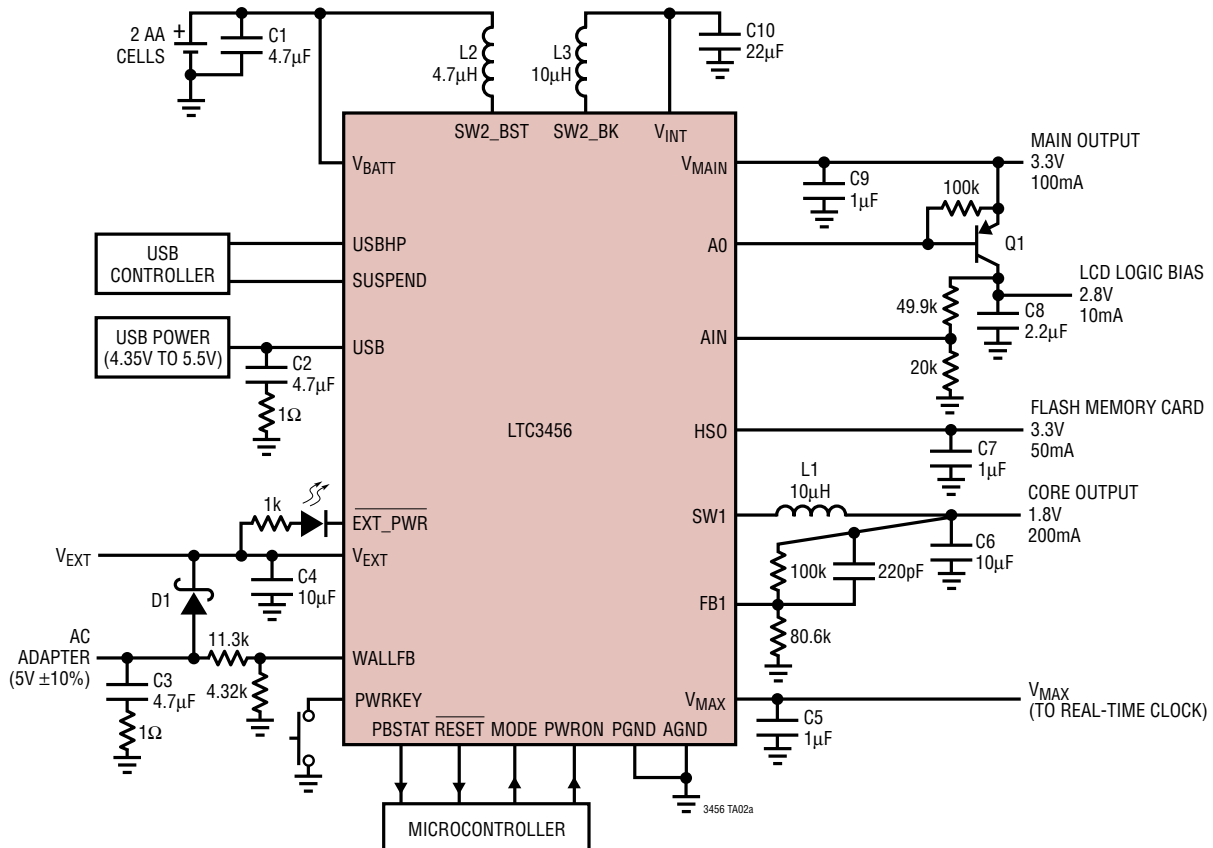 2 AA
CELLS
+
C1
4.7µF
L2
4.7µH
L3
10µH
C10
22µF
SW2_BST
SW2_BK
VINT
VBATT
VMAIN
MAIN OUTPUT
3.3V
100mA
C9
1µF
100k
USB
CONTROLLER
USBHP
SUSPEND
A0
Q1
LCD LOGIC BIAS
2.8V
10mA
49.9k
C8
2.2µF
USB POWER
(4.35V TO 5.5V)
USB
AIN
C2
4.7µF
1Ω
20k
LTC3456
HSO
FLASH MEMORY CARD
3.3V
50mA
C7
1µF
L1
10µH
1k
EXT_PWR
SW1
CORE OUTPUT
1.8V
200mA
VEXT
VEXT
C4
10µF
C6
10µF
100k
220pF
D1
FB1
80.6k
AC
ADAPTER
(5V ±10%)
11.3k
WALLFB
C3
4.7µF
4.32k
1Ω
PWRKEY
VMAX
VMAX
(TO REAL-TIME CLOCK)
C5
1µF
PBSTAT RESET MODE PWRON PGND AGND
3456 TA02a
MICROCONTROLLER